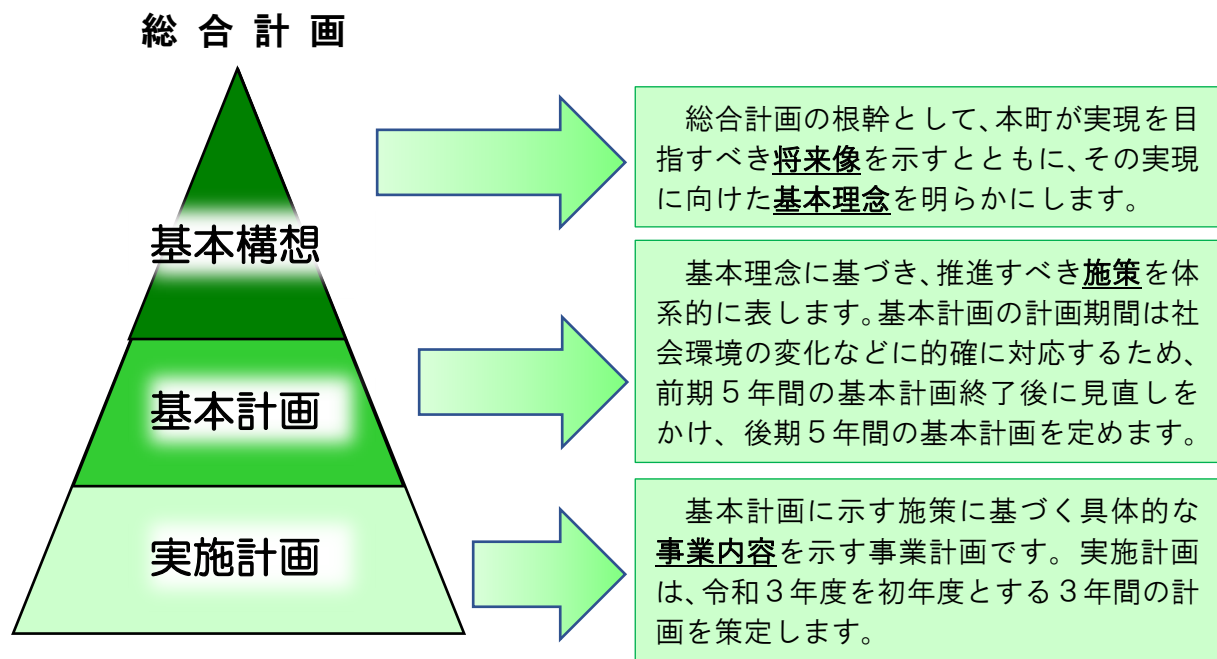 総合計画
基本構想
総合計画の根幹として、本町が実現を目
指すべき将来像を示すとともに、その実現
に向けた基本理念を明らかにします。
基本計画
基本理念に基づき、推進すべき施策を体
系的に表します。基本計画の計画期間は社
会環境の変化などに的確に対応するため、
前期５年間の基本計画終了後に見直しを
かけ、後期５年間の基本計画を定めます。
実施計画
基本計画に示す施策に基づく具体的な
事業内容を示す事業計画です。実施計画
は、令和３年度を初年度とする３年間の計
画を策定します。